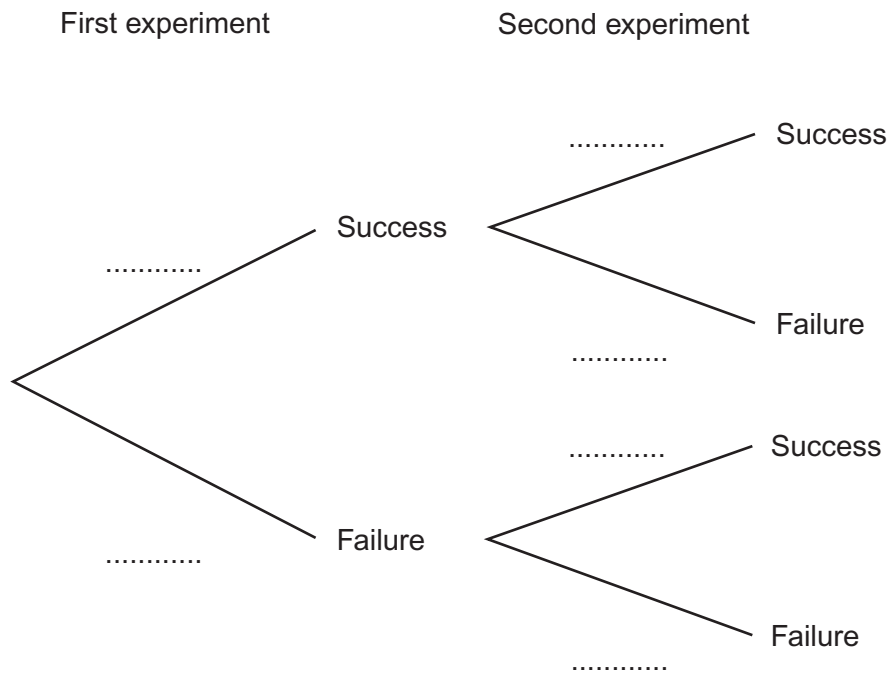 First experiment Second experiment
............ Success
Success
............
Failure
............
............ Success
Failure
............
Failure
............